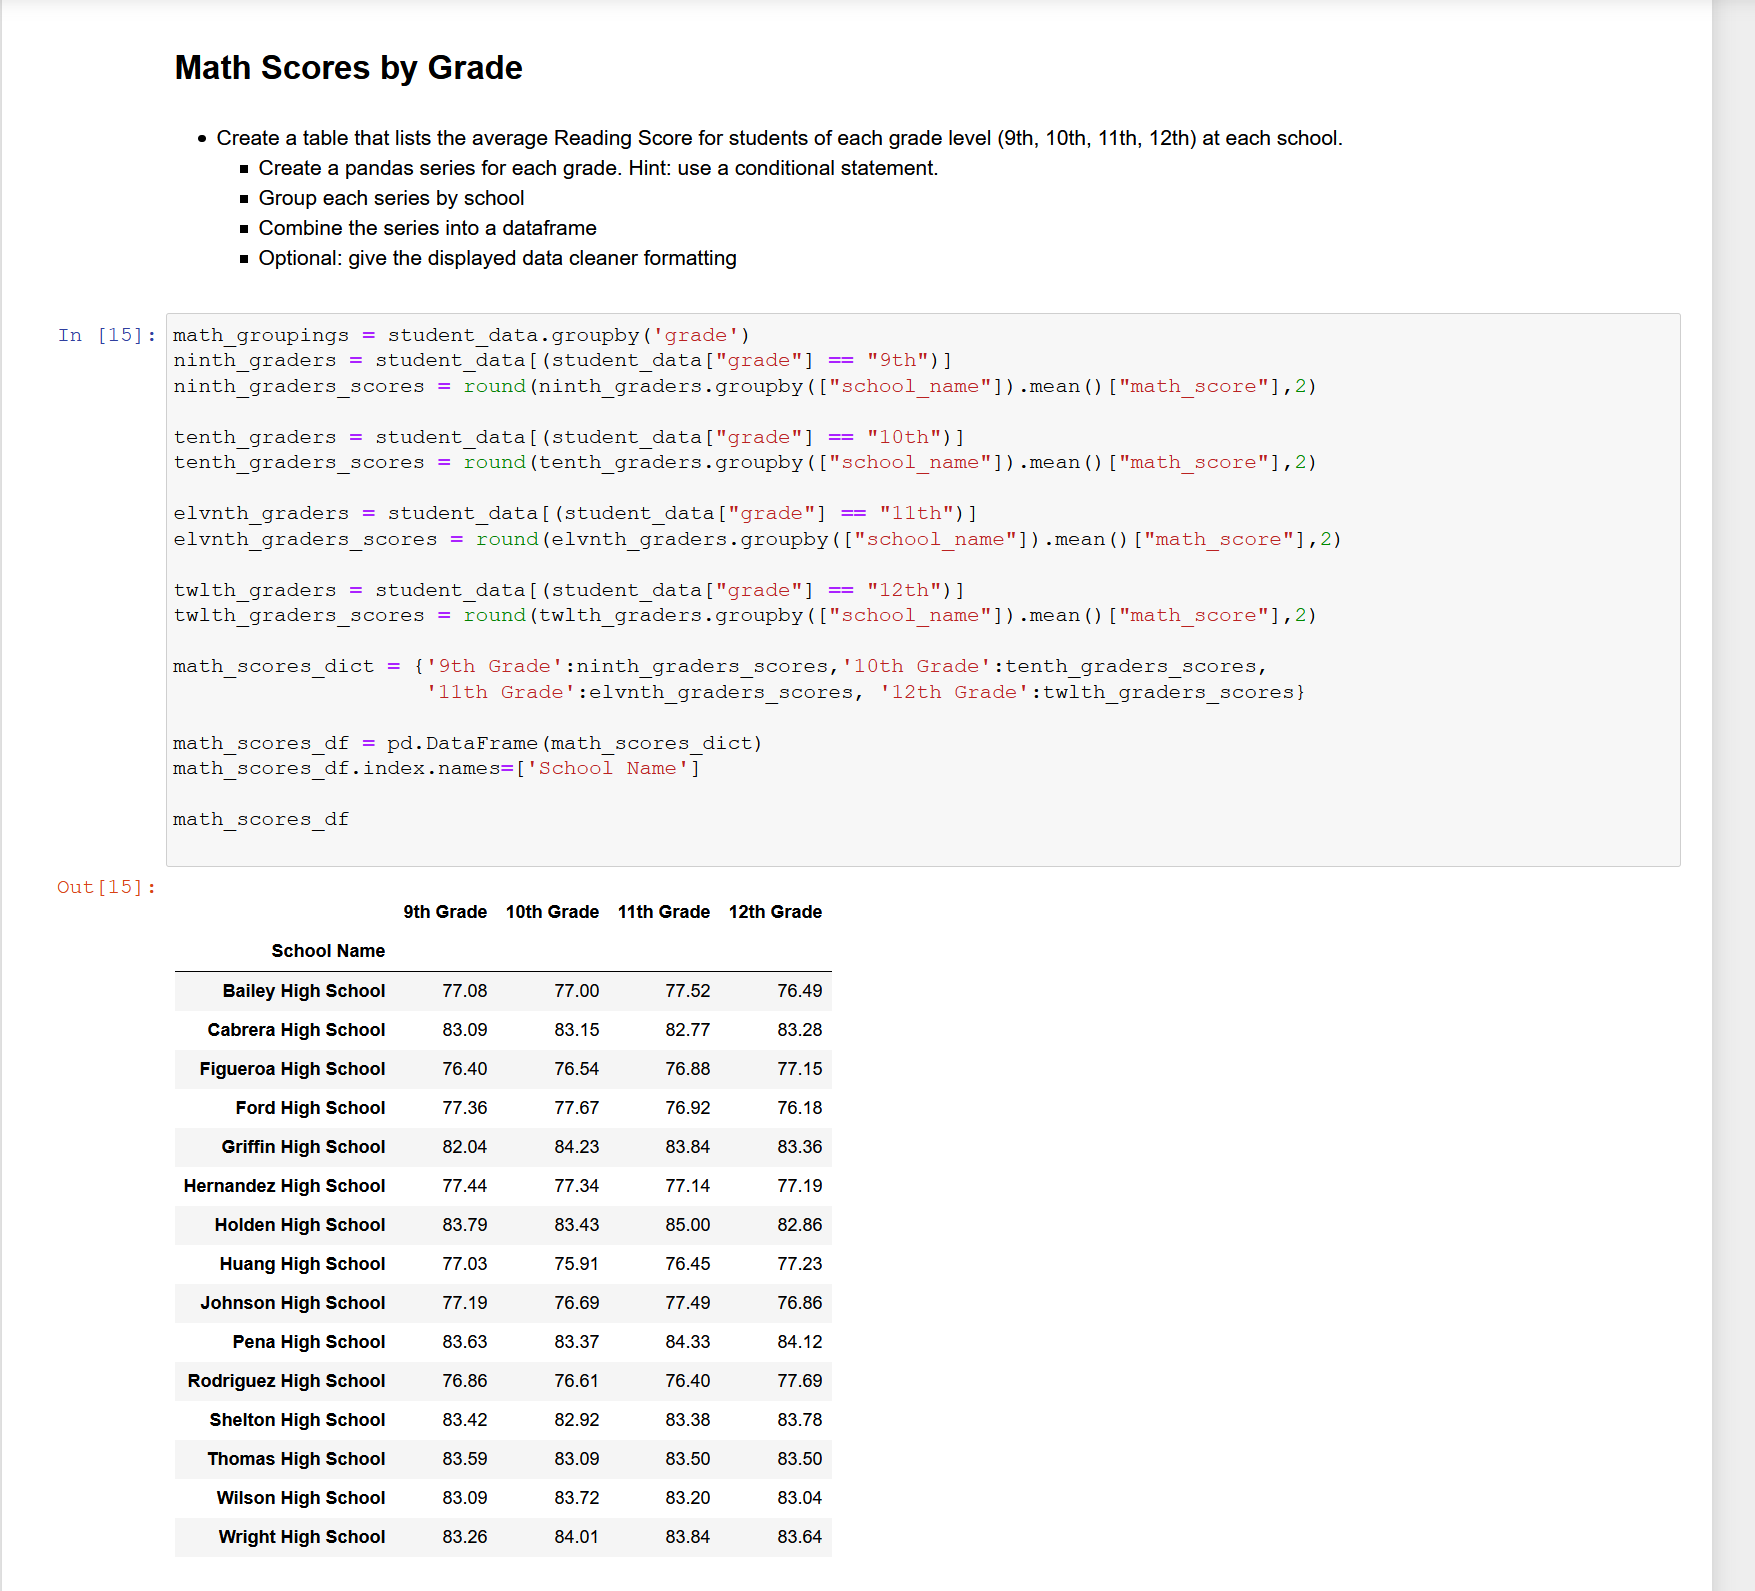 Math Scores by Grade
• Create a table that lists the average Reading Score for students of each grade level (9th, 10th, 11th, 12th) at each school.
▪ Create a pandas series for each grade. Hint: use a conditional statement.
▪ Group each series by school
▪ Combine the series into a dataframe
▪ Optional: give the displayed data cleaner formatting
In [15]: math_groupings = student_data.groupby('grade')
ninth_graders = student_data[(student_data["grade"] == "9th")]
ninth_graders_scores = round(ninth_graders.groupby(["school_name"]).mean()["math_score"],2)
tenth_graders = student_data[(student_data["grade"] == "10th")]
tenth_graders_scores = round(tenth_graders.groupby(["school_name"]).mean()["math_score"],2)
elvnth_graders = student_data[(student_data["grade"] == "11th")]
elvnth_graders_scores = round(elvnth_graders.groupby(["school_name"]).mean()["math_score"],2)
twlth_graders = student_data[(student_data["grade"] == "12th")]
twlth_graders_scores = round(twlth_graders.groupby(["school_name"]).mean()["math_score"],2)
math_scores_dict = {'9th Grade':ninth_graders_scores,'10th Grade':tenth_graders_scores,
'11th Grade':elvnth_graders_scores, '12th Grade':twlth_graders_scores}
math_scores_df = pd.DataFrame(math_scores_dict)
math_scores_df.index.names=['School Name']
math_scores_df
Out[15]:
9th Grade 10th Grade 11th Grade 12th Grade
School Name
Bailey High School 77.08 77.00 77.52 76.49
Cabrera High School 83.09 83.15 82.77 83.28
Figueroa High School 76.40 76.54 76.88 77.15
Ford High School 77.36 77.67 76.92 76.18
Griffin High School 82.04 84.23 83.84 83.36
Hernandez High School 77.44 77.34 77.14 77.19
Holden High School 83.79 83.43 85.00 82.86
Huang High School 77.03 75.91 76.45 77.23
Johnson High School 77.19 76.69 77.49 76.86
Pena High School 83.63 83.37 84.33 84.12
Rodriguez High School 76.86 76.61 76.40 77.69
Shelton High School 83.42 82.92 83.38 83.78
Thomas High School 83.59 83.09 83.50 83.50
Wilson High School 83.09 83.72 83.20 83.04
Wright High School 83.26 84.01 83.84 83.64